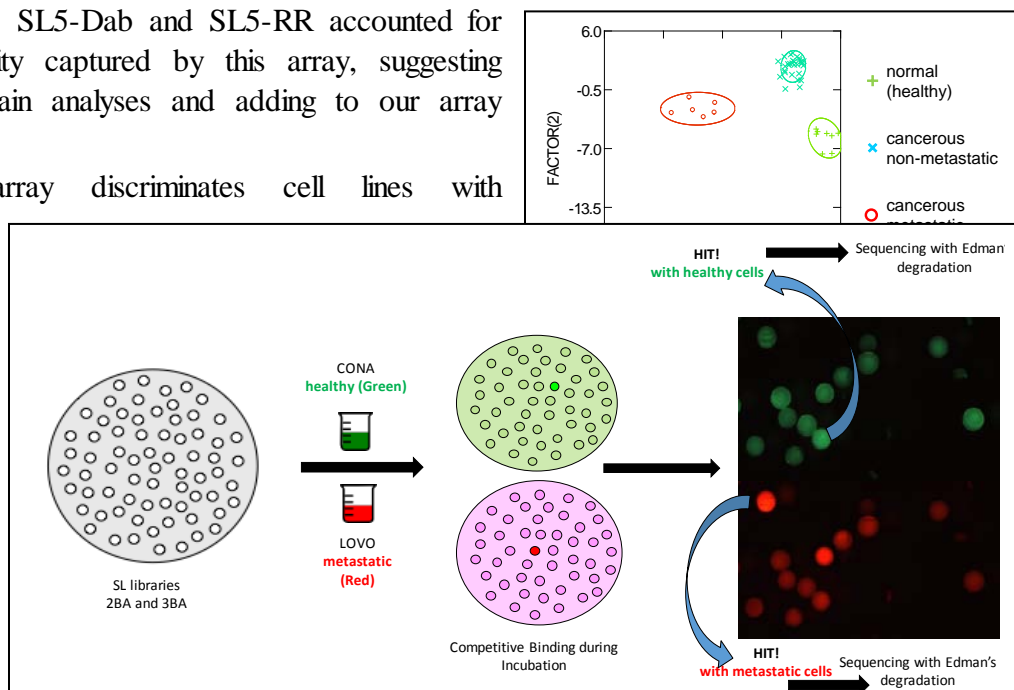 SL5-Dab and SL5-RR accounted for
ity captured by this array, suggesting
ain analyses and adding to our array
array discriminates cell lines with
6.0
-0.5
-7.0
-13.5
FACTOR(2)
normal
(healthy)
cancerous
non-metastatic
cancerous
HIT!
with healthy cells
Sequencing with Edman'
degradation
CONA
healthy (Green)
LOVO
metastatic
(Red)
SL libraries
2BA and 3BA
Competitive Binding during
Incubation
HIT!
with metastatic cells
Sequencing with Edman's
degradation